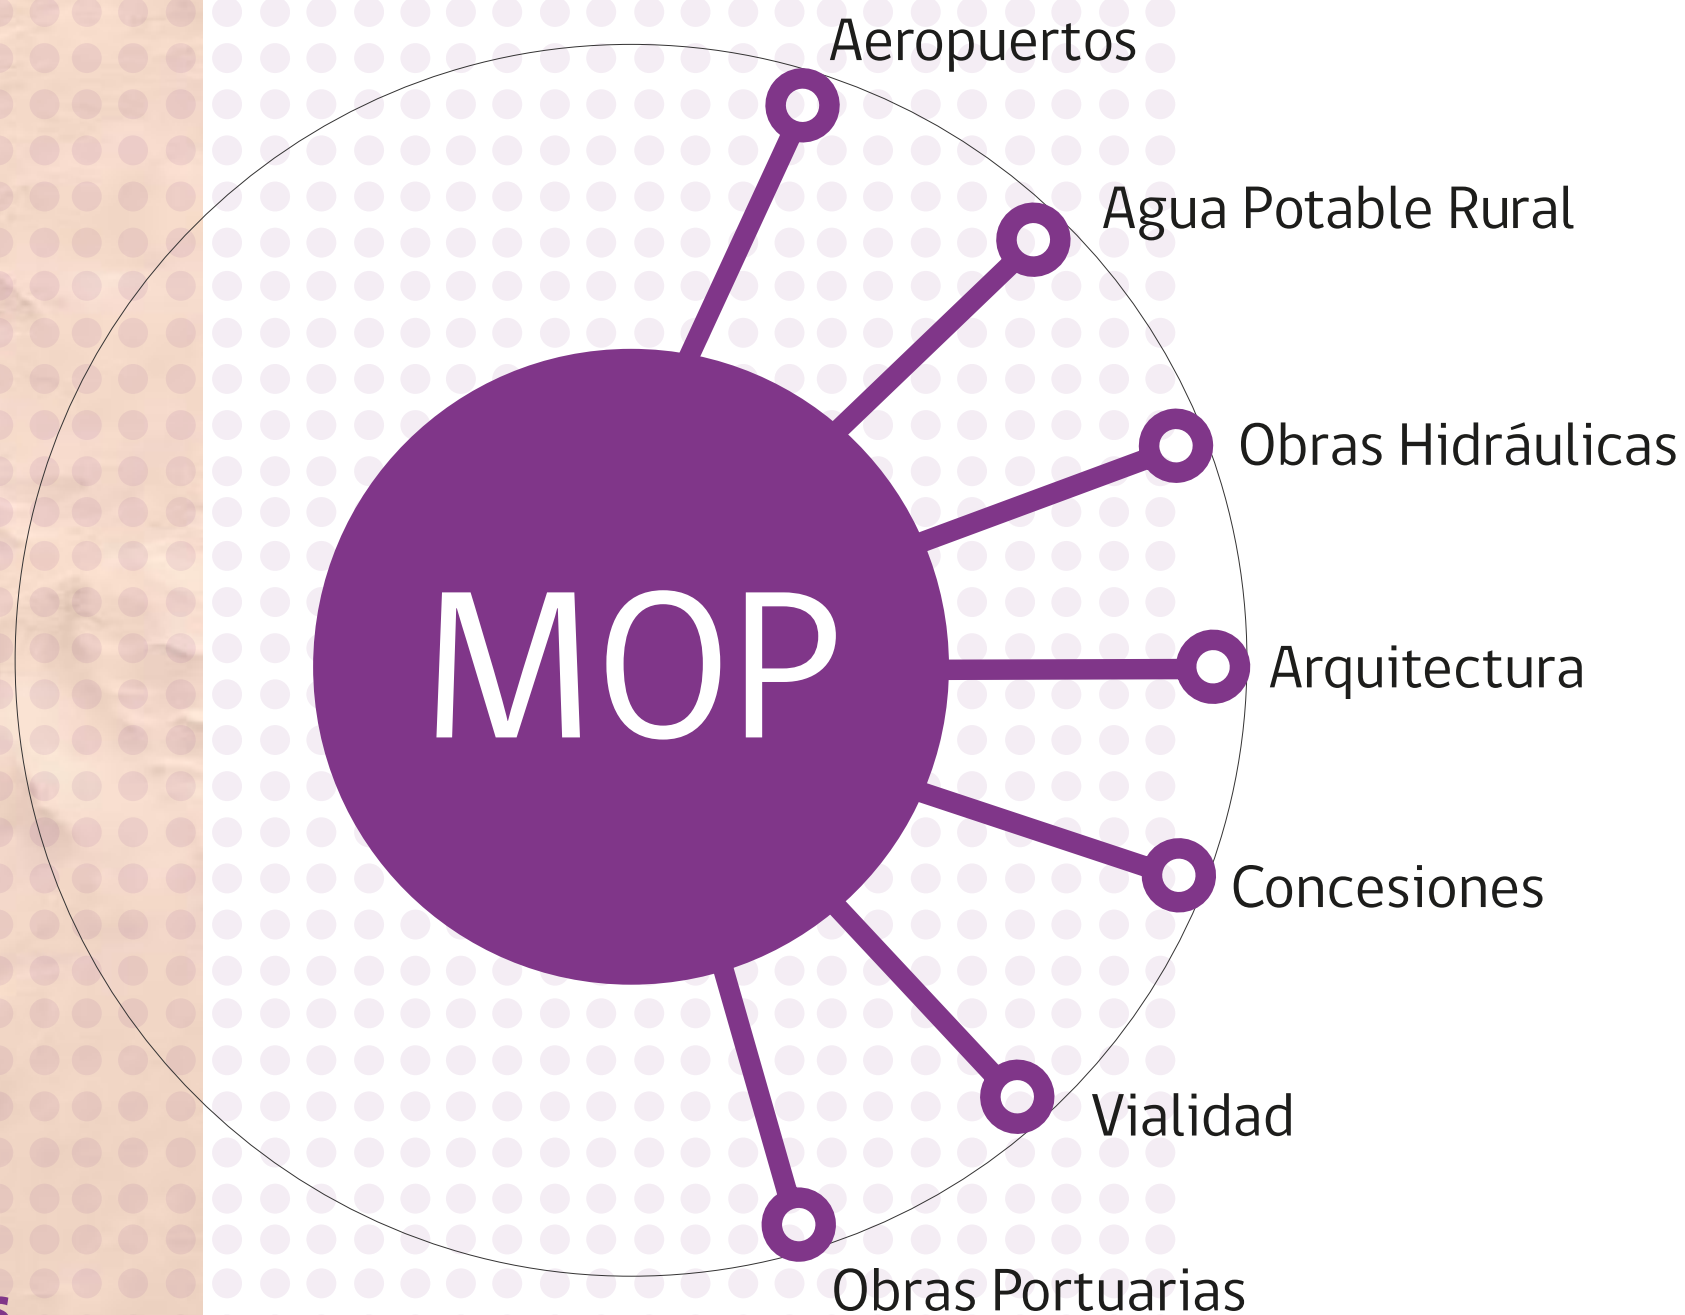 Aeropuertos
Agua Potable Rural
Obras Hidráulicas
MOP
Arquitectura
Concesiones
Vialidad
Obras Portuarias